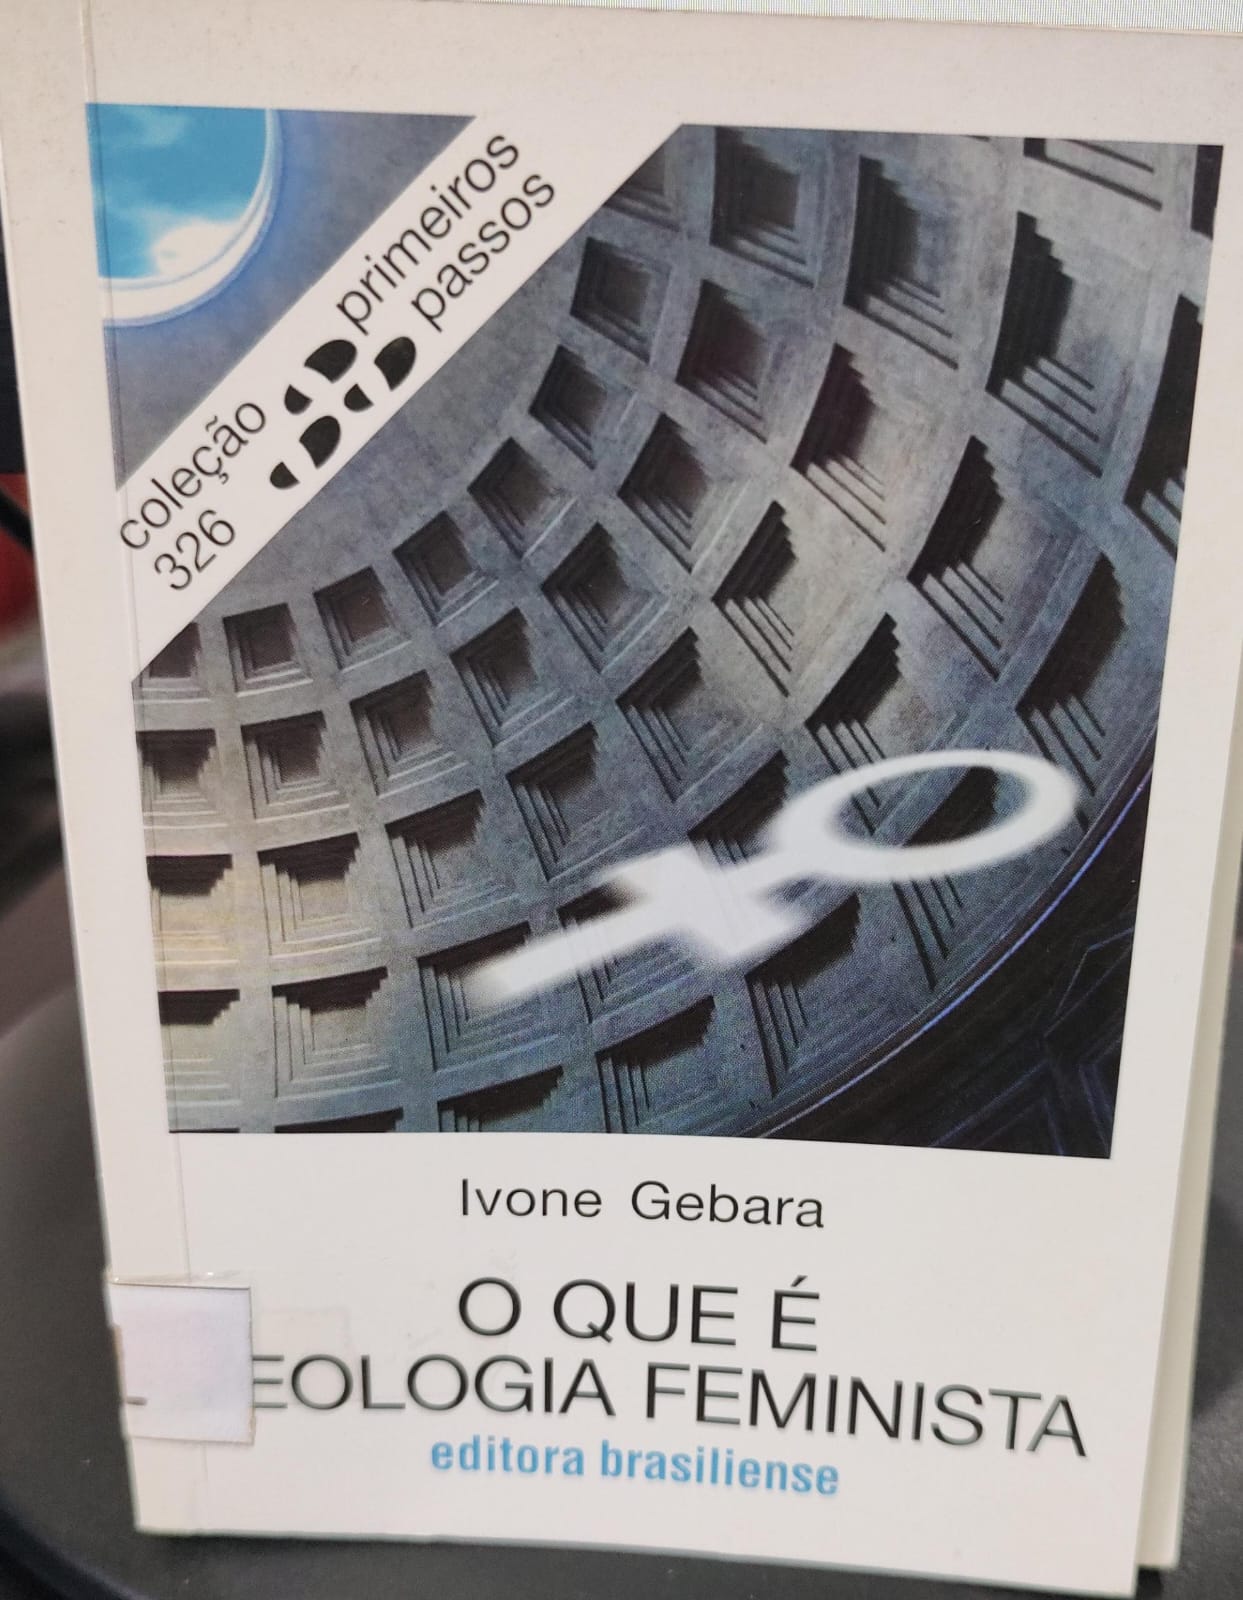 coleção primeiros
326 passos
Ivone Gebara
O QUE É
EOLOGIA FEMINISTA
editora brasiliense